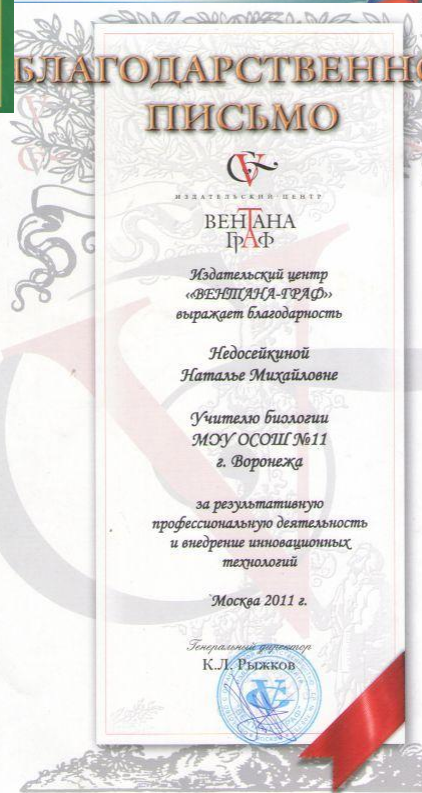 БЛАГОДАРСТВЕННО
ПИСЬМО
ИЗДАТЕЛЬСКИЙ ЦЕНТР
ВЕНТАНА
ГРАФ
Издательский центр
«ВЕНТАНА-ГРАФ»
выражает благодарность
Недосейкиной
Наталье Михайловне
Учителю биологии
МОУ ОСОШ №11
г. Воронежа
за результативную
профессиональную деятельность
и внедрение инновационных
технологий
Москва 2011 г.
Генеральный директор
К.Л. Рыжков